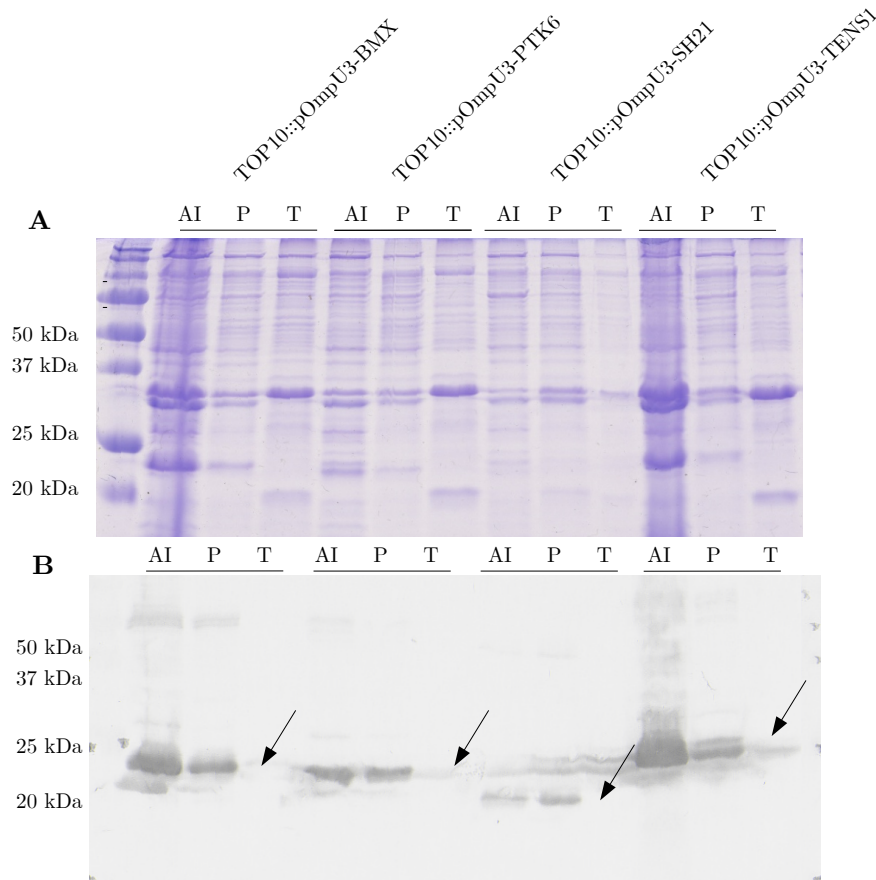 TOP10::pOmpU3-BMX
TOP10::pOmpU3-PTK6
TOP10::pOmpU3-SH21
TOP10::pOmpU3-TENS1
A
AI P T AI P T AI P T AI P T
50 kDa
37 kDa
25 kDa
20 kDa
B
AI P T AI P T AI P T AI P T
50 kDa
37 kDa
25 kDa
20 kDa